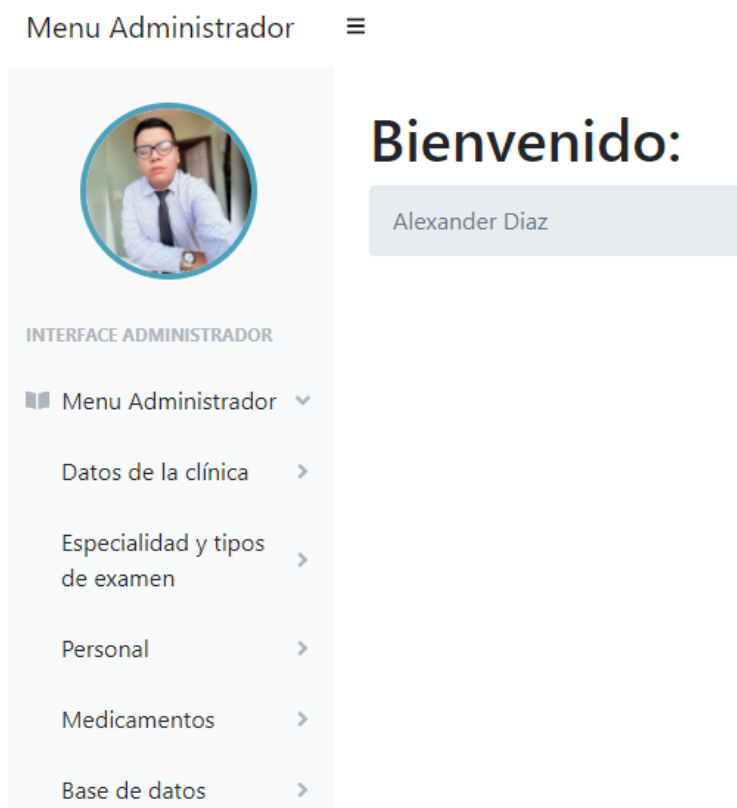 Menu Administrador
Bienvenido:
Alexander Diaz
INTERFACE ADMINISTRADOR
Menu Administrador
Datos de la clínica
Especialidad y tipos
de examen
Personal
Medicamentos
Base de datos